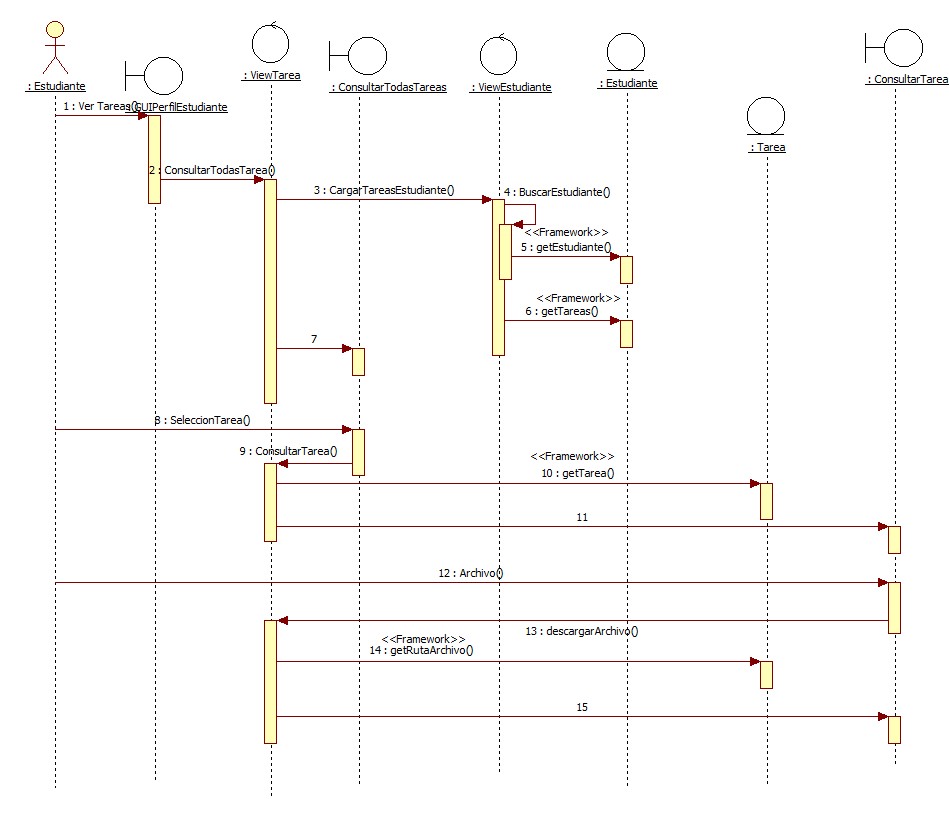 : Estudiante
: GUIPerfilEstudiante
: ViewTarea
: ConsultarTodasTareas
: ViewEstudiante
: Estudiante
: Tarea
: ConsultarTarea
1 : Ver Tareas()
2 : ConsultarTodasTarea()
3 : CargarTareasEstudiante()
4 : BuscarEstudiante()
<<Framework>>
5 : getEstudiante()
<<Framework>>
6 : getTareas()
7
8 : SeleccionTarea()
9 : ConsultarTarea()
<<Framework>>
10 : getTarea()
11
12 : Archivo()
13 : descargarArchivo()
<<Framework>>
14 : getRutaArchivo()
15